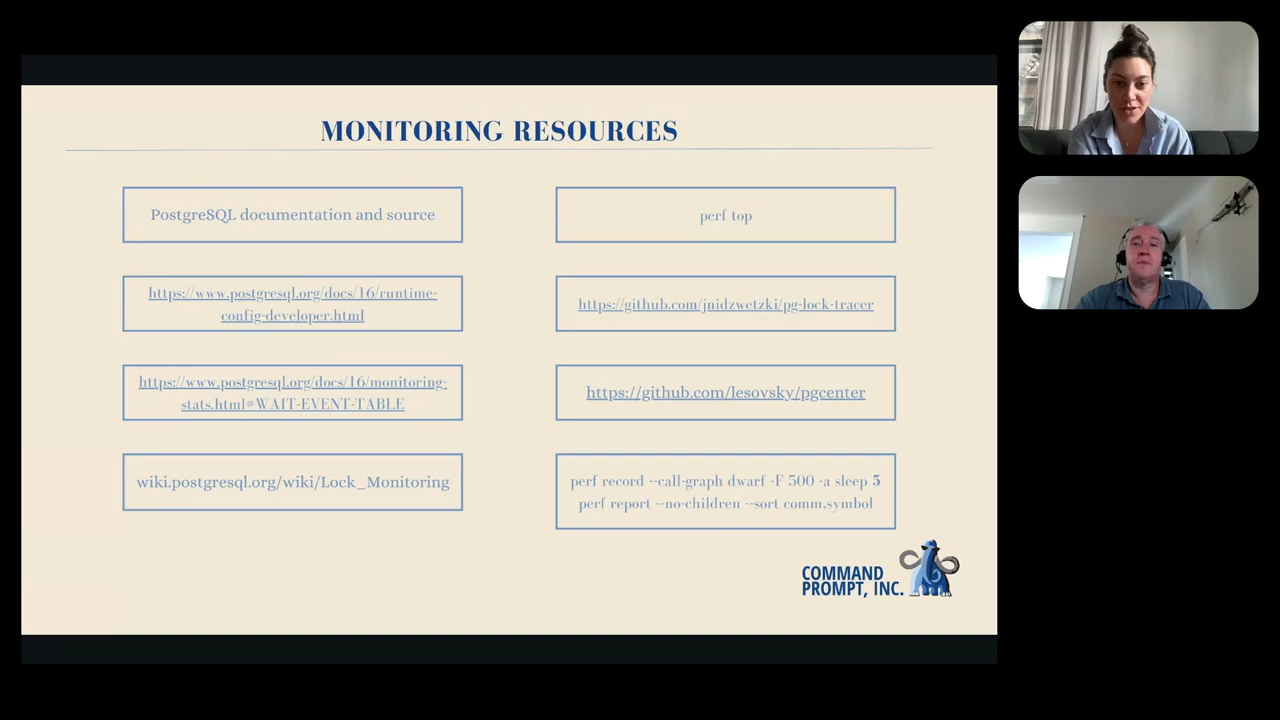 MONITORING RESOURCES
PostgreSQL documentation and source
https://www.postgresql.org/docs/16/runtime-
config-developer.html
https://www.postgresql.org/docs/16/monitoring-
stats.html#WAIT-EVENT-TABLE
wiki.postgresql.org/wiki/Lock_Monitoring
perf top
https://github.com/jnidzwetzki/pg-lock-tracer
https://github.com/lesovsky/pgcenter
perf record --call-graph dwarf -F 500 -a sleep 5
perf report --no-children --sort comm,symbol
COMMAND
PROMPT, INC.